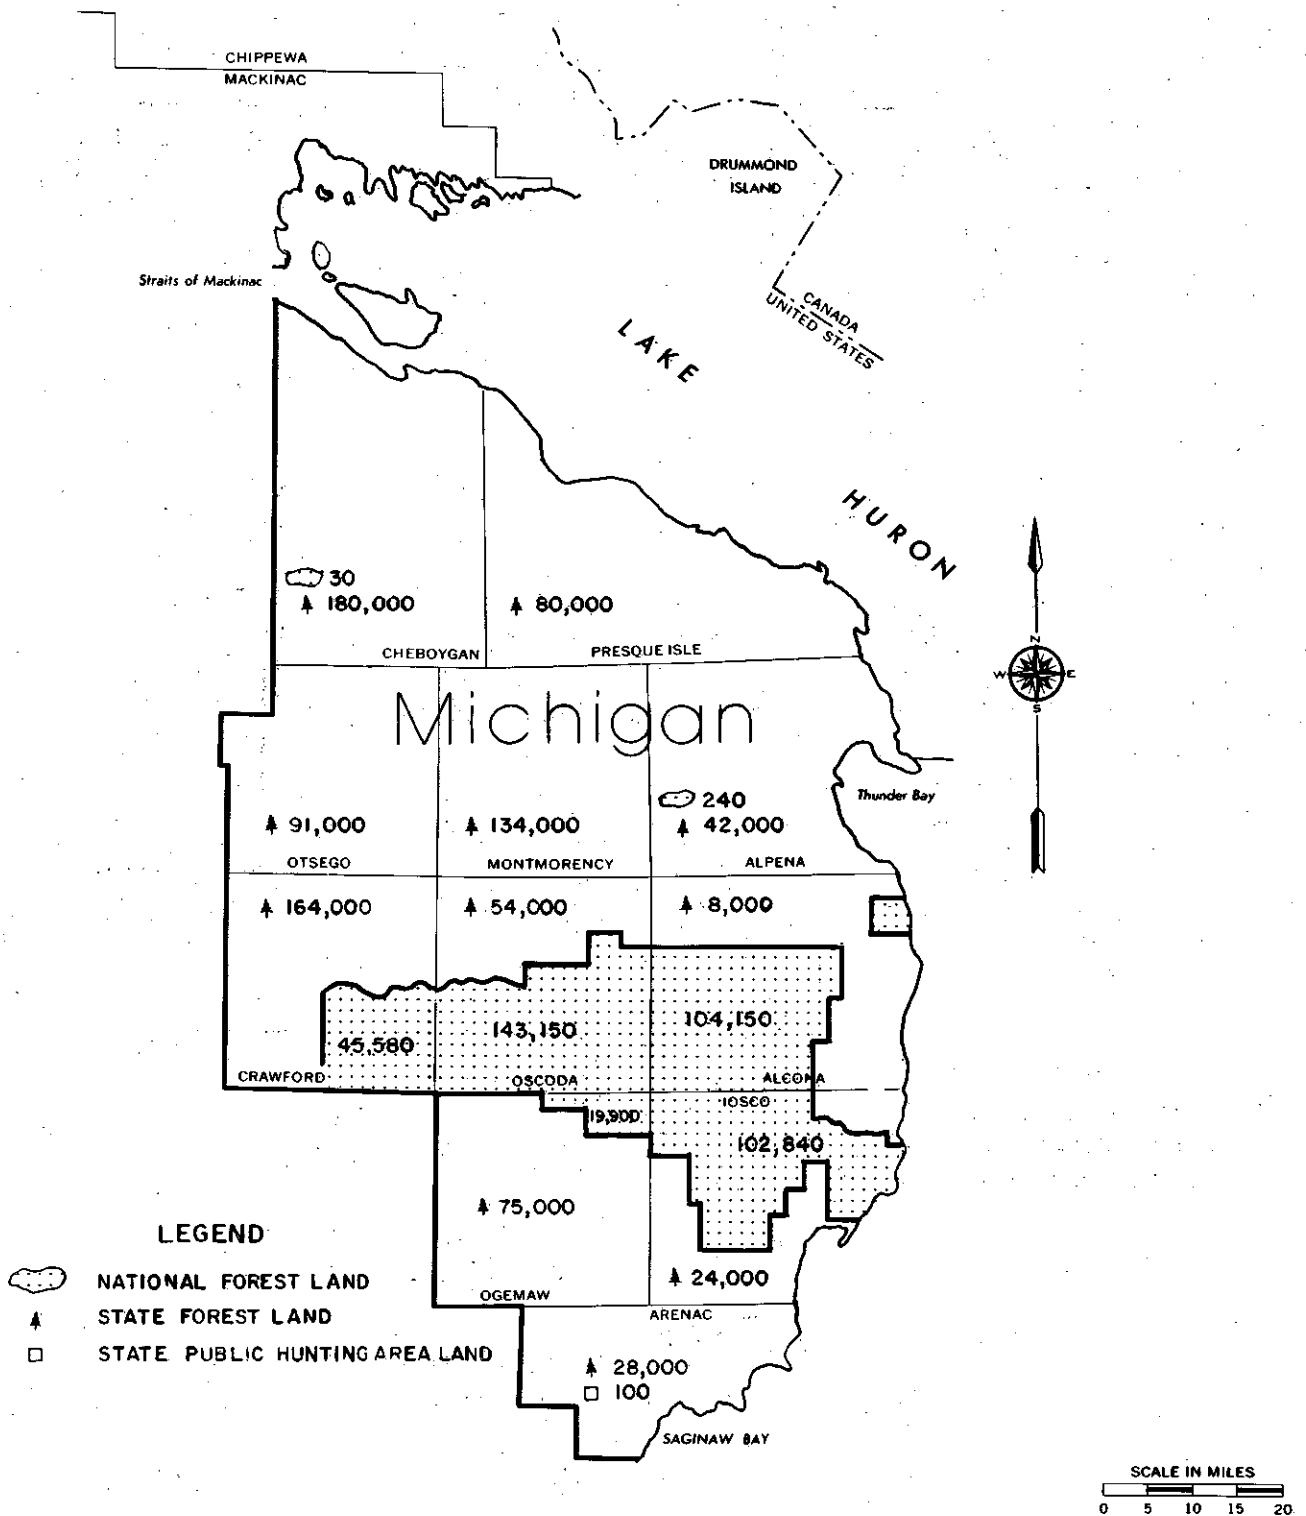 CHIPPEWA
MACKINAC
DRUMMOND
ISLAND
Straits of Mackinac
CANADA
UNITED STATES
LAKE
HURON
30
180,000
80,000
CHEBOYGAN
PRESQUE ISLE
N
W
E
S
Michigan
240
Thunder Bay
91,000
134,000
42,000
OTSEGO
MONTMORENCY
ALPENA
164,000
54,000
8,000
45,580
143,150
104,150
CRAWFORD
OSCODA
ALCONA
IOSCO
19,900
102,840
75,000
LEGEND
NATIONAL FOREST LAND
STATE FOREST LAND
STATE PUBLIC HUNTING AREA LAND
24,000
OGEMAW
ARENAC
28,000
100
SAGINAW BAY
SCALE IN MILES
0 5 10 15 20